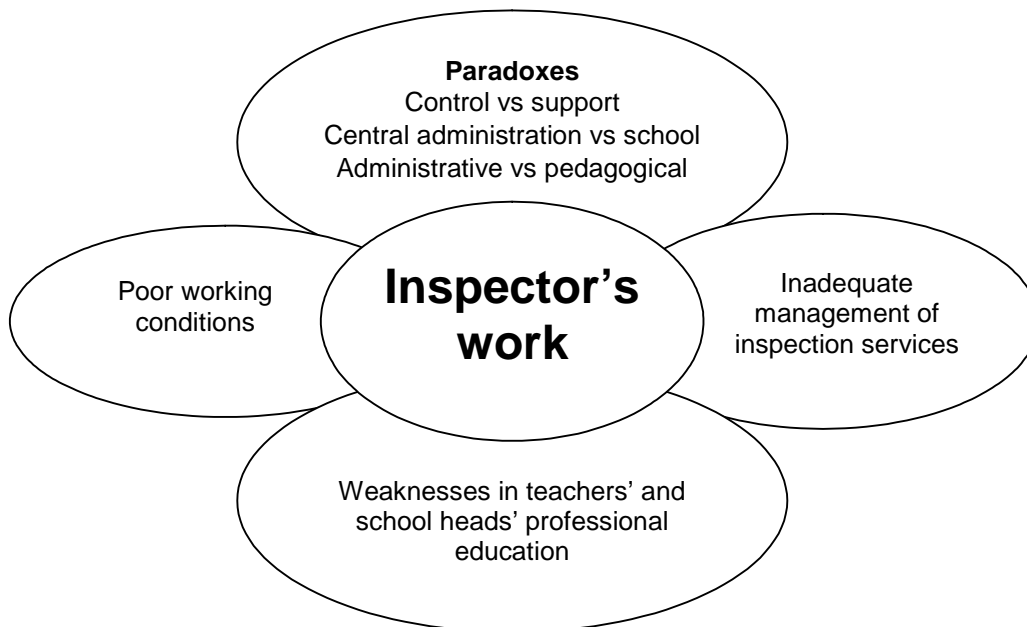 Paradoxes
Control vs support
Central administration vs school
Administrative vs pedagogical
Poor working
conditions
Inspector’s
work
Inadequate
management of
inspection services
Weaknesses in teachers’ and
school heads’ professional
education